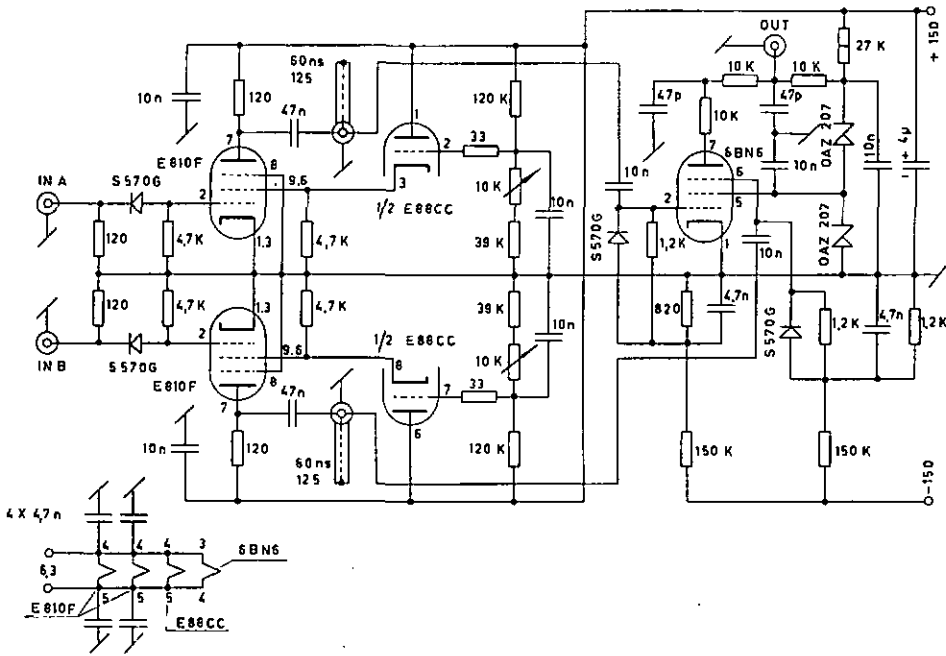 OUT
+ 150
27 K
10 K
10 K
60ns
125
10n
120
47n
120 K
47p
47p
10 K
OAZ 207
10n
+ 4µ
-
1
7
8
E810F
33
2
3
6BN6
7
10n
IN A
S570G
2
9.6
10 K
10n
10n
6
5
2
1/2 E88CC
1.3
120
4,7K
4,7K
39 K
S570G
1,2K
1
10n
OAZ 207
120
4,7K
4,7K
1.3
39 K
10n
820
4,7n
S570G
1,2K
4,7n
1,2K
IN B
S570G
2
9.6
1/2 E88CC
8
10 K
E810F
8
7
47n
33
7
6
10n
120
60ns
125
120 K
150 K
150 K
-150
4 X 4,7n
4
4
4
3
6BN6
6,3
E810F
5
5
5
4
E88CC